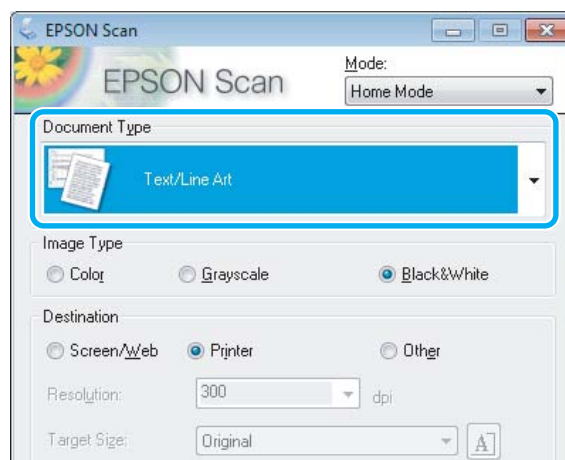 EPSON Scan
EPSON Scan
Mode:
Home Mode
Document Type
Text/Line Art
Image Type
Color Grayscale Black&White
Destination
Screen/Web Printer Other
Resolution: 300 dpi
Target Size: Original A